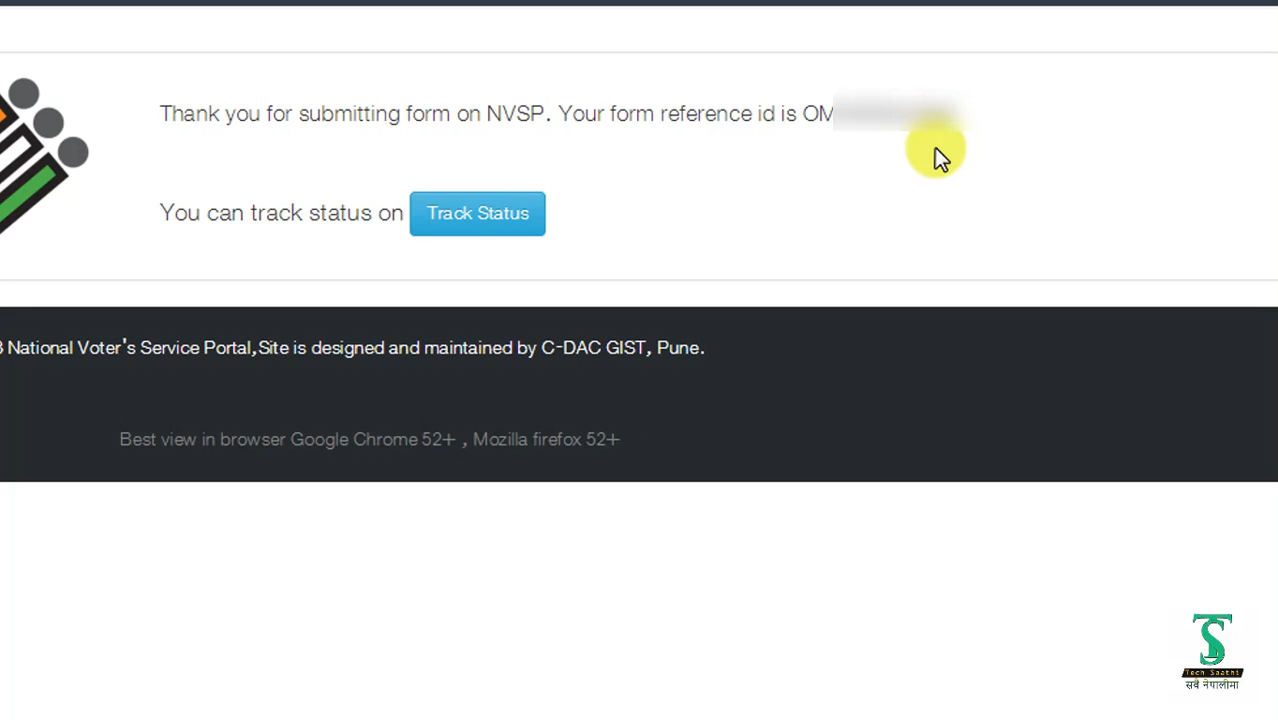 Thank you for submitting form on NVSP. Your form reference id is OM
You can track status on Track Status
National Voter's Service Portal,Site is designed and maintained by C-DAC GIST, Pune.
Best view in browser Google Chrome 52+ , Mozilla firefox 52+
TS
Tech Saathi
सबै नेपालीमा